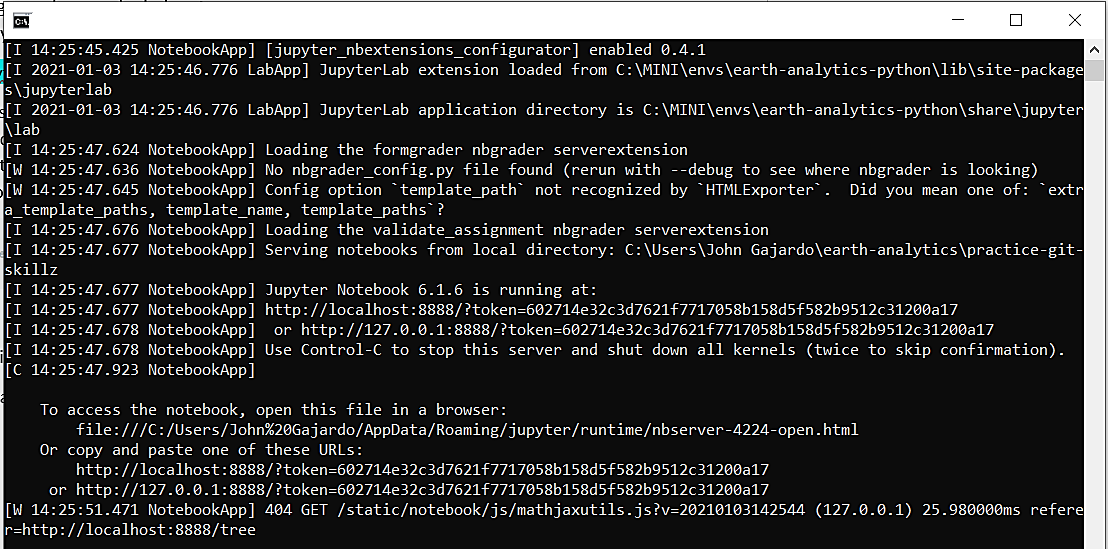 C:\.
[I 14:25:45.425 NotebookApp] [jupyter_nbextensions_configurator] enabled 0.4.1
[I 2021-01-03 14:25:46.776 LabApp] JupyterLab extension loaded from C:\MINI\envs\earth-analytics-python\lib\site-package
s\jupyterlab
[I 2021-01-03 14:25:46.776 LabApp] JupyterLab application directory is C:\MINI\envs\earth-analytics-python\share\jupyter
\lab
[I 14:25:47.624 NotebookApp] Loading the formgrader nbgrader serverextension
[W 14:25:47.636 NotebookApp] No nbgrader_config.py file found (rerun with --debug to see where nbgrader is looking)
[W 14:25:47.645 NotebookApp] Config option `template_path` not recognized by `HTMLExporter`.  Did you mean one of: `extr
a_template_paths, template_name, template_paths`?
[I 14:25:47.676 NotebookApp] Loading the validate_assignment nbgrader serverextension
[I 14:25:47.677 NotebookApp] Serving notebooks from local directory: C:\Users\John Gajardo\earth-analytics\practice-git-
skillz
[I 14:25:47.677 NotebookApp] Jupyter Notebook 6.1.6 is running at:
[I 14:25:47.677 NotebookApp] http://localhost:8888/?token=602714e32c3d7621f7717058b158d5f582b9512c31200a17
[I 14:25:47.678 NotebookApp]  or http://127.0.0.1:8888/?token=602714e32c3d7621f7717058b158d5f582b9512c31200a17
[I 14:25:47.678 NotebookApp] Use Control-C to stop this server and shut down all kernels (twice to skip confirmation).
[C 14:25:47.923 NotebookApp]
To access the notebook, open this file in a browser:
file:///C:/Users/John%20Gajardo/AppData/Roaming/jupyter/runtime/nbserver-4224-open.html
Or copy and paste one of these URLs:
http://localhost:8888/?token=602714e32c3d7621f7717058b158d5f582b9512c31200a17
or http://127.0.0.1:8888/?token=602714e32c3d7621f7717058b158d5f582b9512c31200a17
[W 14:25:51.471 NotebookApp] 404 GET /static/notebook/js/mathjaxutils.js?v=20210103142544 (127.0.0.1) 25.980000ms refere
r=http://localhost:8888/tree